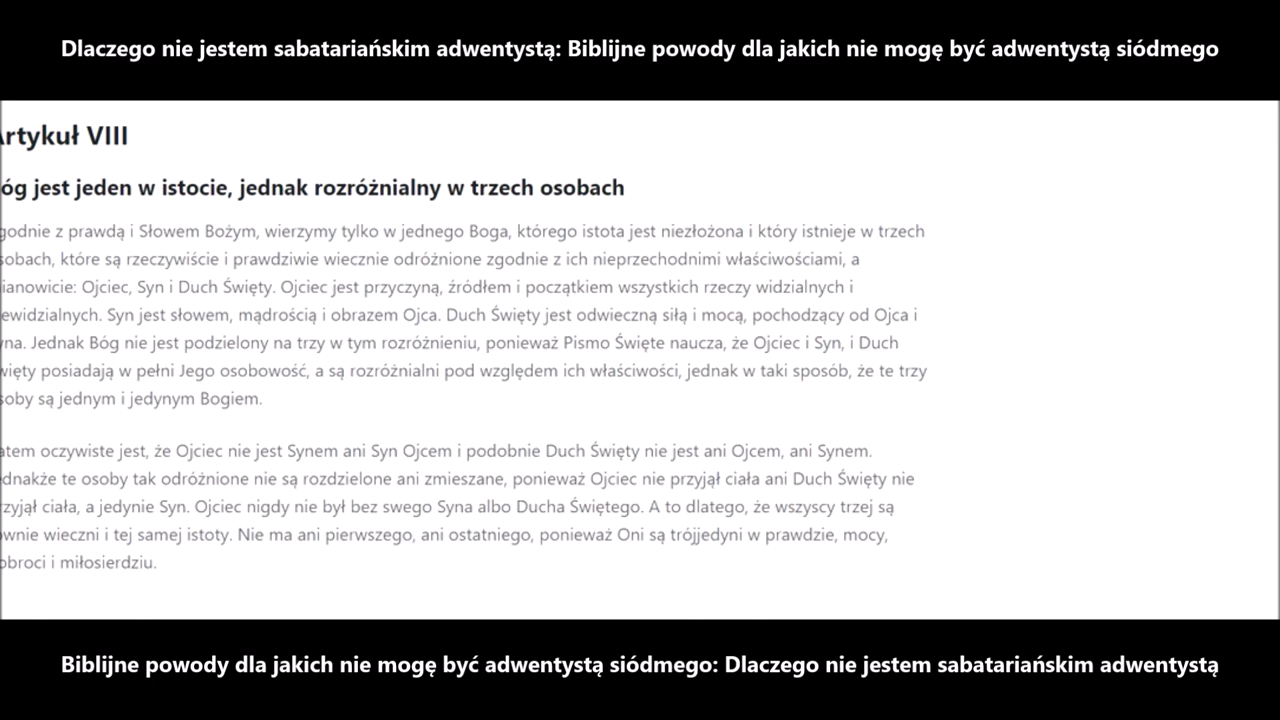 Dlaczego nie jestem sabatariańskim adwentystą: Biblijne powody dla jakich nie mogę być adwentystą siódmego
Artykuł VIII
óg jest jeden w istocie, jednak rozróżnialny w trzech osobach
godnie z prawdą i Słowem Bożym, wierzymy tylko w jednego Boga, którego istota jest niezłożona i który istnieje w trzech
sobach, które są rzeczywiście i prawdziwie wiecznie odróżnione zgodnie z ich nieprzechodnimi właściwościami, a
ianowicie: Ojciec, Syn i Duch Święty. Ojciec jest przyczyną, źródłem i początkiem wszystkich rzeczy widzialnych i
ewidzialnych. Syn jest słowem, mądrością i obrazem Ojca. Duch Święty jest odwieczną siłą i mocą, pochodzący od Ojca i
yna. Jednak Bóg nie jest podzielony na trzy w tym rozróżnieniu, ponieważ Pismo Święte naucza, że Ojciec i Syn, i Duch
więty posiadają w pełni Jego osobowość, a są rozróżnialni pod względem ich właściwości, jednak w taki sposób, że te trzy
soby są jednym i jedynym Bogiem.
atem oczywiste jest, że Ojciec nie jest Synem ani Syn Ojcem i podobnie Duch Święty nie jest ani Ojcem, ani Synem.
ednakże te osoby tak odróżnione nie są rozdzielone ani zmieszane, ponieważ Ojciec nie przyjął ciała ani Duch Święty nie
rzyjął ciała, a jedynie Syn. Ojciec nigdy nie był bez swego Syna albo Ducha Świętego. A to dlatego, że wszyscy trzej są
ównie wieczni i tej samej istoty. Nie ma ani pierwszego, ani ostatniego, ponieważ Oni są trójjedyni w prawdzie, mocy,
obroci i miłosierdziu.
Biblijne powody dla jakich nie mogę być adwentystą siódmego: Dlaczego nie jestem sabatariańskim adwentystą